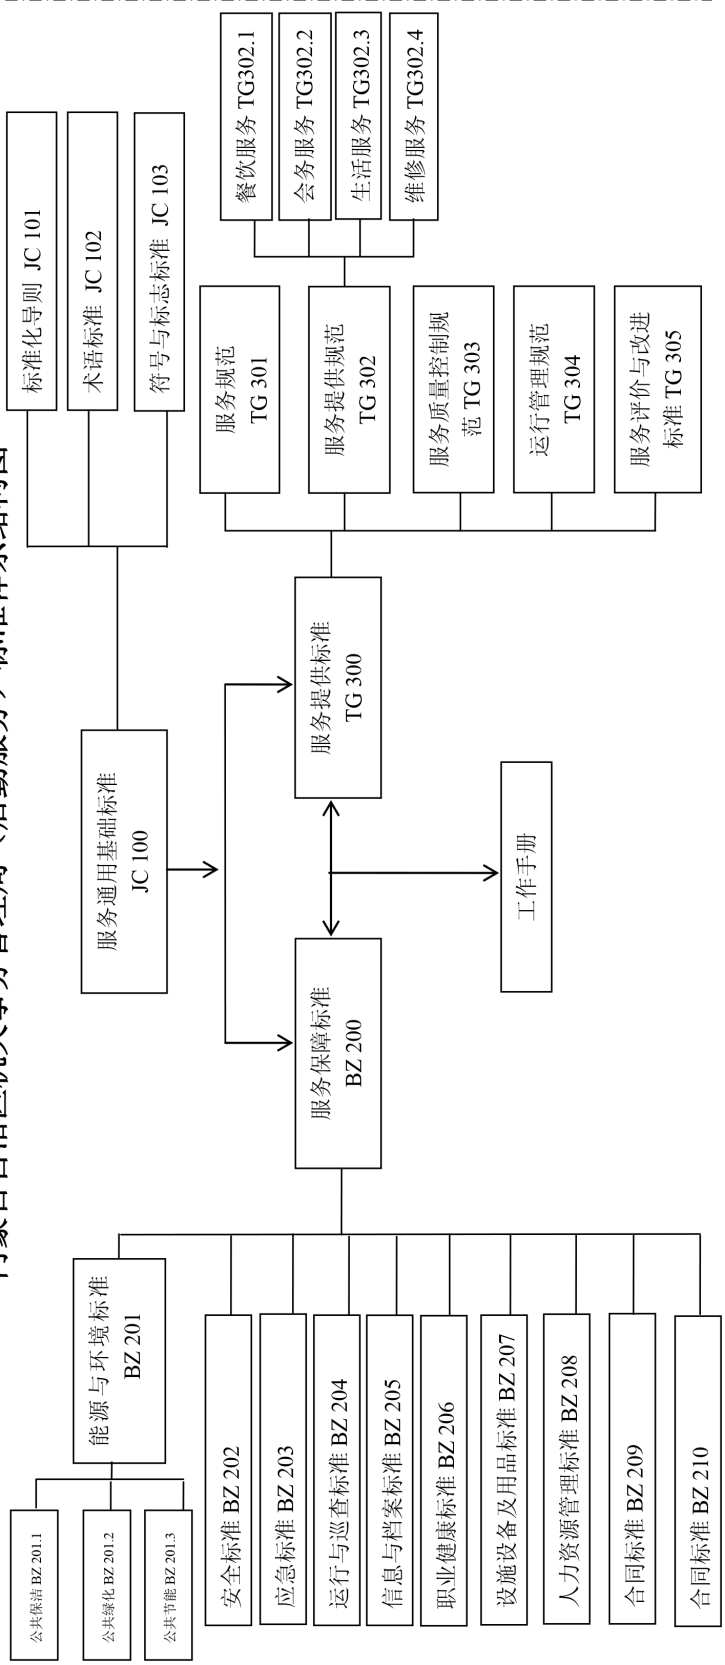 标准化导则 JC 101
术语标准 JC 102
符号与标志标准 JC 103
服务通用基础标准
JC 100
餐饮服务 TG302.1
会务服务 TG302.2
生活服务 TG302.3
维修服务 TG302.4
服务规范
TG 301
服务提供规范
TG 302
服务质量控制规
范 TG 303
运行管理规范
TG 304
服务评价与改进
标准 TG 305
服务提供标准
TG 300
工作手册
服务保障标准
BZ 200
能源与环境标准
BZ 201
公共保洁 BZ 201.1
公共绿化 BZ 201.2
公共节能 BZ 201.3
安全标准 BZ 202
应急标准 BZ 203
运行与巡查标准 BZ 204
信息与档案标准 BZ 205
职业健康标准 BZ 206
设施设备及用品标准 BZ 207
人力资源管理标准 BZ 208
合同标准 BZ 209
合同标准 BZ 210